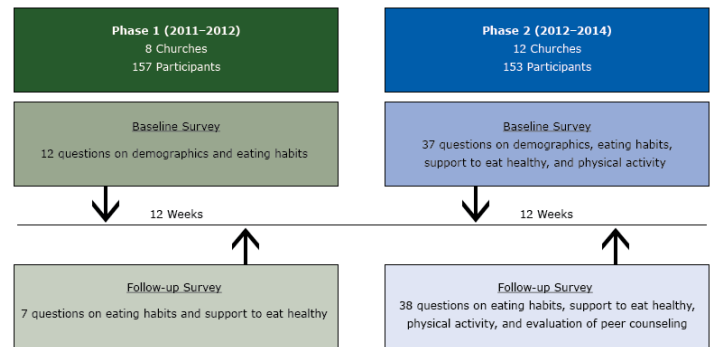 Phase 1 (2011–2012)
8 Churches
157 Participants
Phase 2 (2012–2014)
12 Churches
153 Participants
Baseline Survey
12 questions on demographics and eating habits
Baseline Survey
37 questions on demographics, eating habits,
support to eat healthy, and physical activity
12 Weeks
12 Weeks
Follow-up Survey
7 questions on eating habits and support to eat healthy
Follow-up Survey
38 questions on eating habits, support to eat healthy,
physical activity, and evaluation of peer counseling